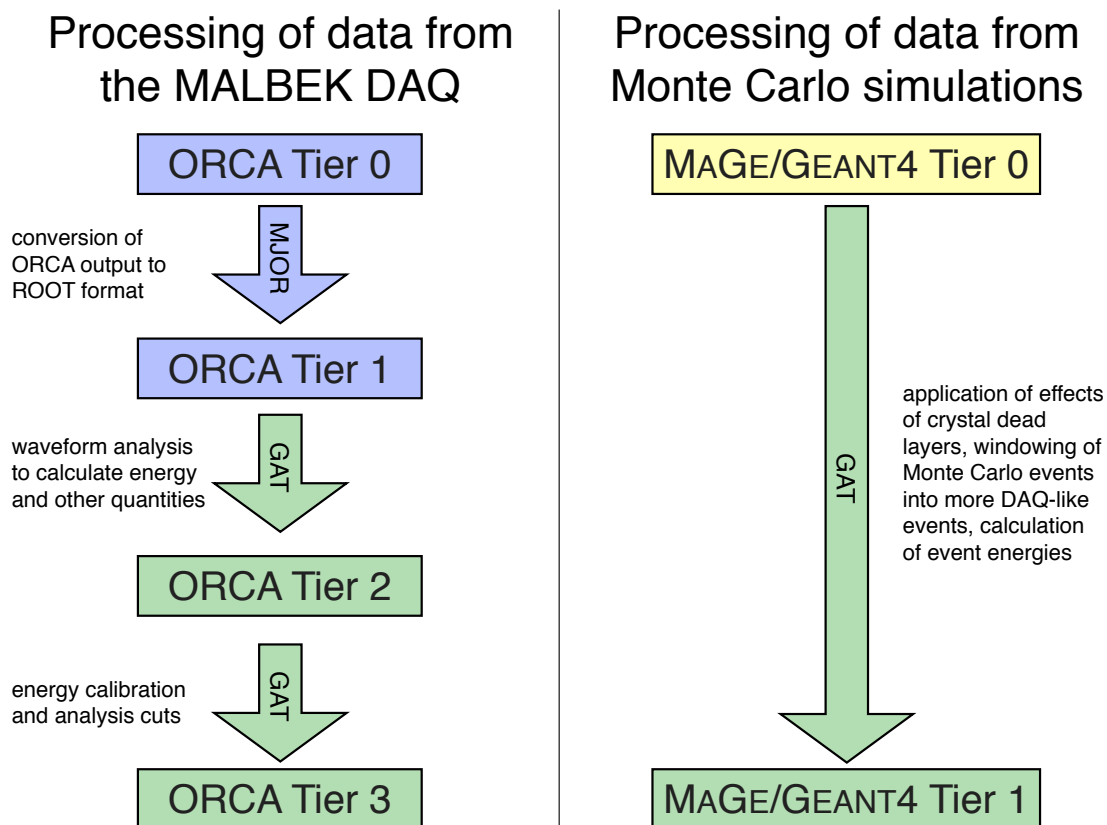 Processing of data from
the MALBEK DAQ
ORCA Tier 0
MJOR
conversion of
ORCA output to
ROOT format
ORCA Tier 1
GAT
waveform analysis
to calculate energy
and other quantities
ORCA Tier 2
GAT
energy calibration
and analysis cuts
ORCA Tier 3
Processing of data from
Monte Carlo simulations
MAGE/GEANT4 Tier 0
GAT
application of effects
of crystal dead
layers, windowing of
Monte Carlo events
into more DAQ-like
events, calculation
of event energies
MAGE/GEANT4 Tier 1